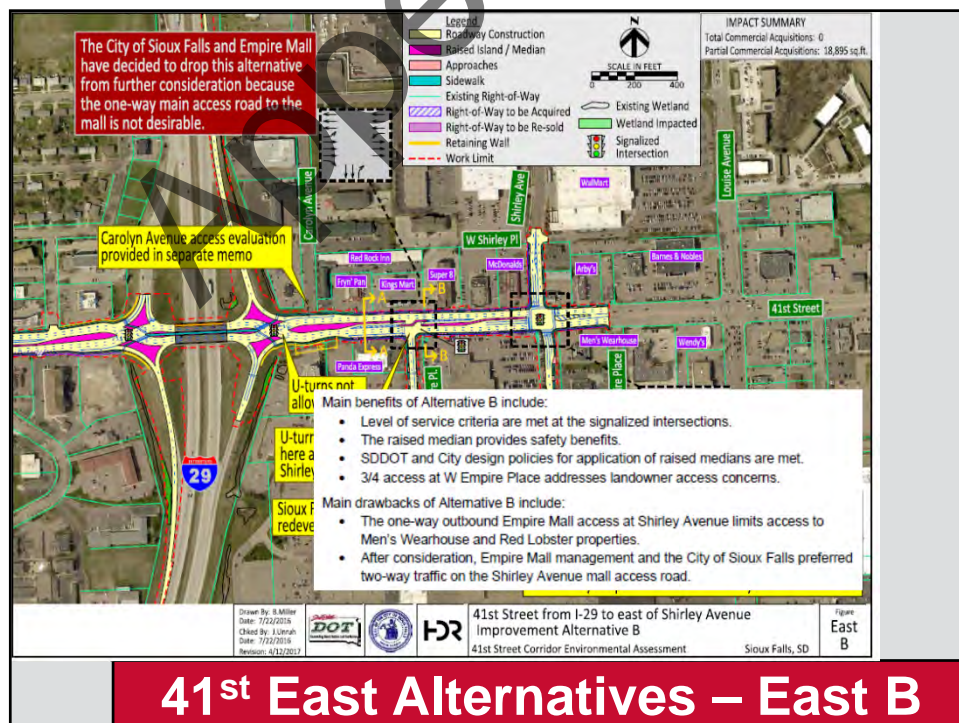 The City of Sioux Falls and Empire Mall
have decided to drop this alternative
from further consideration because
the one-way main access road to the
mall is not desirable.
Legend
Roadway Construction
Raised Island / Median
Approaches
Sidewalk
Existing Right-of-Way
Right-of-Way to be Acquired
Right-of-Way to be Re-sold
Retaining Wall
Work Limit
N
SCALE IN FEET
0 200 400
Existing Wetland
Wetland Impacted
Signalized
Intersection
IMPACT SUMMARY
Total Commercial Acquisitions: 0
Partial Commercial Acquisitions: 18,895 sq.ft.
Appe
Carolyn Avenue
Shirley Ave
Louise Avenue
WalMart
W Shirley Pl
Carolyn Avenue access evaluation
provided in separate memo
Red Rock Inn
Fryn' Pan
Kings Mart
Super 8
McDonalds
Arby's
Barnes & Nobles
41st Street
A
B
A
B
Panda Express
Men's Wearhouse
Wendy's
U-turns not
allow
U-turn
here a
Shirley
Sioux F
redeve
29
Main benefits of Alternative B include:
• Level of service criteria are met at the signalized intersections.
• The raised median provides safety benefits.
• SDDOT and City design policies for application of raised medians are met.
• 3/4 access at W Empire Place addresses landowner access concerns.
Main drawbacks of Alternative B include:
• The one-way outbound Empire Mall access at Shirley Avenue limits access to
Men's Wearhouse and Red Lobster properties.
• After consideration, Empire Mall management and the City of Sioux Falls preferred
two-way traffic on the Shirley Avenue mall access road.
Drawn By: B.Miller
Date: 7/22/2016
Chked By: J.Unruh
Date: 7/22/2016
Revision: 4/12/2017
DOT
HDR
41st Street from I-29 to east of Shirley Avenue
Improvement Alternative B
41st Street Corridor Environmental Assessment Sioux Falls, SD
Figure
East
B
41st East Alternatives – East B